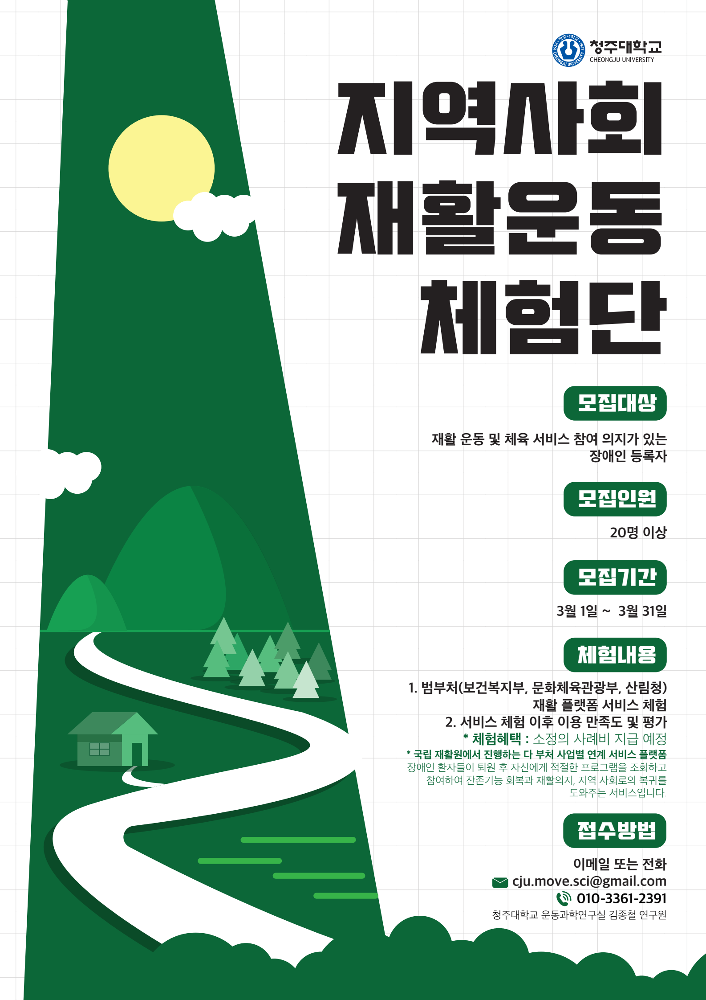 청주대학교
CHEONGJU UNIVERSITY
1924 · 청주대학교 · 1947
CHEONGJU UNIVERSITY
지역사회
재활운동
체험단
모집대상
재활 운동 및 체육 서비스 참여 의지가 있는
장애인 등록자
모집인원
20명 이상
모집기간
3월 1일 ~ 3월 31일
체험내용
1. 범부처(보건복지부, 문화체육관광부, 산림청)
재활 플랫폼 서비스 체험
2. 서비스 체험 이후 이용 만족도 및 평가
* 체험혜택 : 소정의 사례비 지급 예정
* 국립 재활원에서 진행하는 다 부처 사업별 연계 서비스 플랫폼
장애인 환자들이 퇴원 후 자신에게 적절한 프로그램을 조회하고
참여하여 잔존기능 회복과 재활의지, 지역 사회로의 복귀를
도와주는 서비스입니다.
접수방법
이메일 또는 전화
cju.move.sci@gmail.com
010-3361-2391
청주대학교 운동과학연구실 김종철 연구원